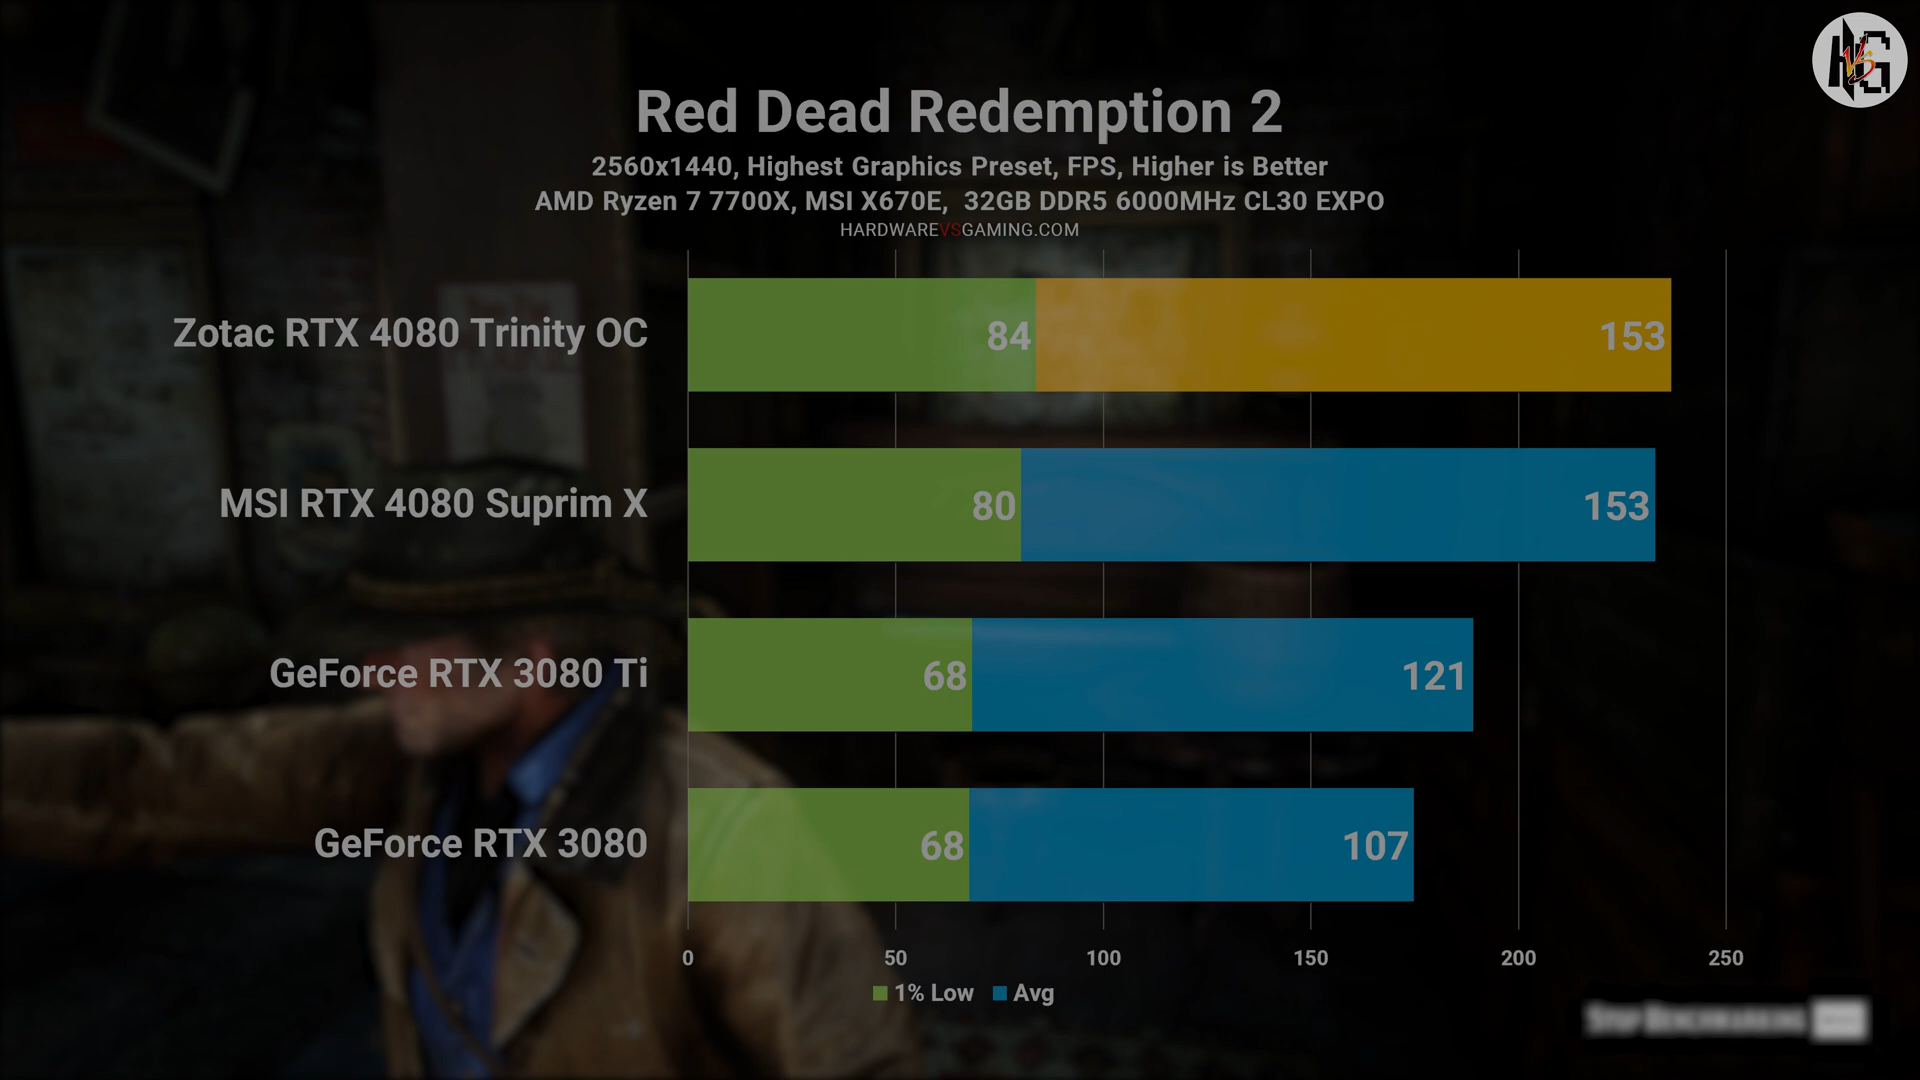 Red Dead Redemption 2
2560x1440, Highest Graphics Preset, FPS, Higher is Better
AMD Ryzen 7 7700X, MSI X670E, 32GB DDR5 6000MHz CL30 EXPO
HARDWAREVSGAMING.COM
Zotac RTX 4080 Trinity OC
84
153
MSI RTX 4080 Suprim X
80
153
GeForce RTX 3080 Ti
68
121
GeForce RTX 3080
68
107
0
50
100
150
200
250
1% Low
Avg
Stop Benchmarking
HVSG